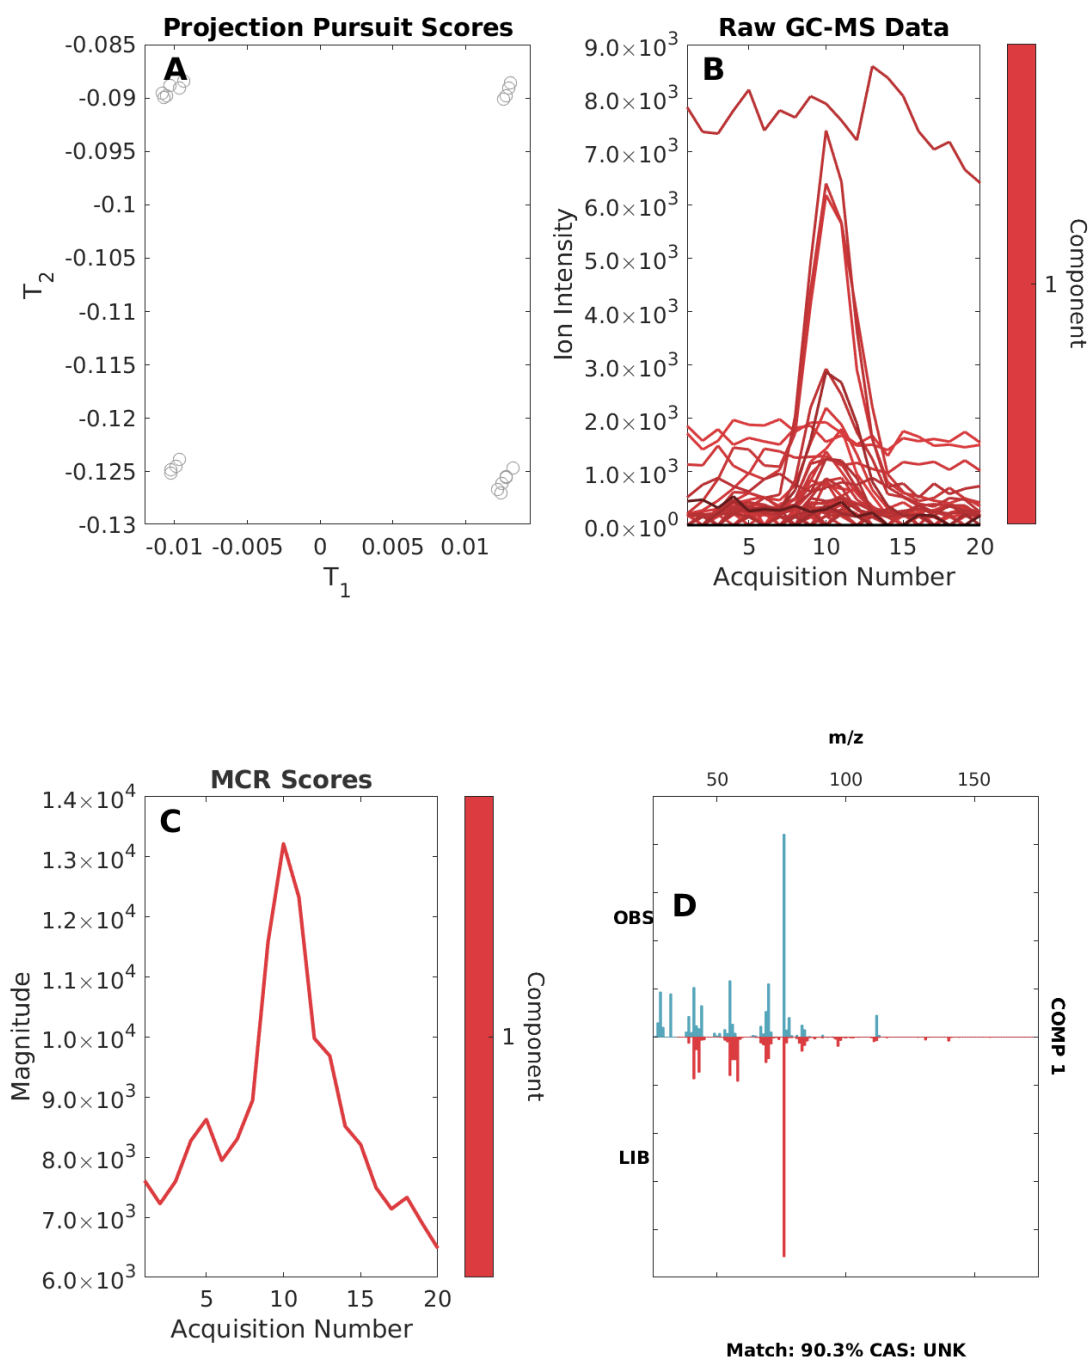 Projection Pursuit Scores
A
-0.085
-0.09
-0.095
-0.1
-0.105
-0.11
-0.115
-0.12
-0.125
-0.13
T2
-0.01 -0.005 0 0.005 0.01
T1
Raw GC-MS Data
B
9.0×10³
8.0×10³
7.0×10³
6.0×10³
5.0×10³
4.0×10³
3.0×10³
2.0×10³
1.0×10³
0.0×10⁰
Ion Intensity
5 10 15 20
Acquisition Number
1
Component
MCR Scores
C
1.4×10⁴
1.3×10⁴
1.2×10⁴
1.1×10⁴
1.0×10⁴
9.0×10³
8.0×10³
7.0×10³
6.0×10³
Magnitude
5 10 15 20
Acquisition Number
1
Component
m/z
50 100 150
D
OBS
LIB
COMP 1
Match: 90.3% CAS: UNK